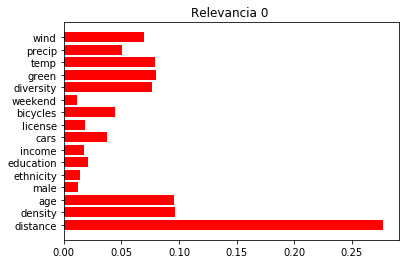 Relevancia 0
wind
precip
temp
green
diversity
weekend
bicycles
license
cars
income
education
ethnicity
male
age
density
distance
0.00 0.05 0.10 0.15 0.20 0.25